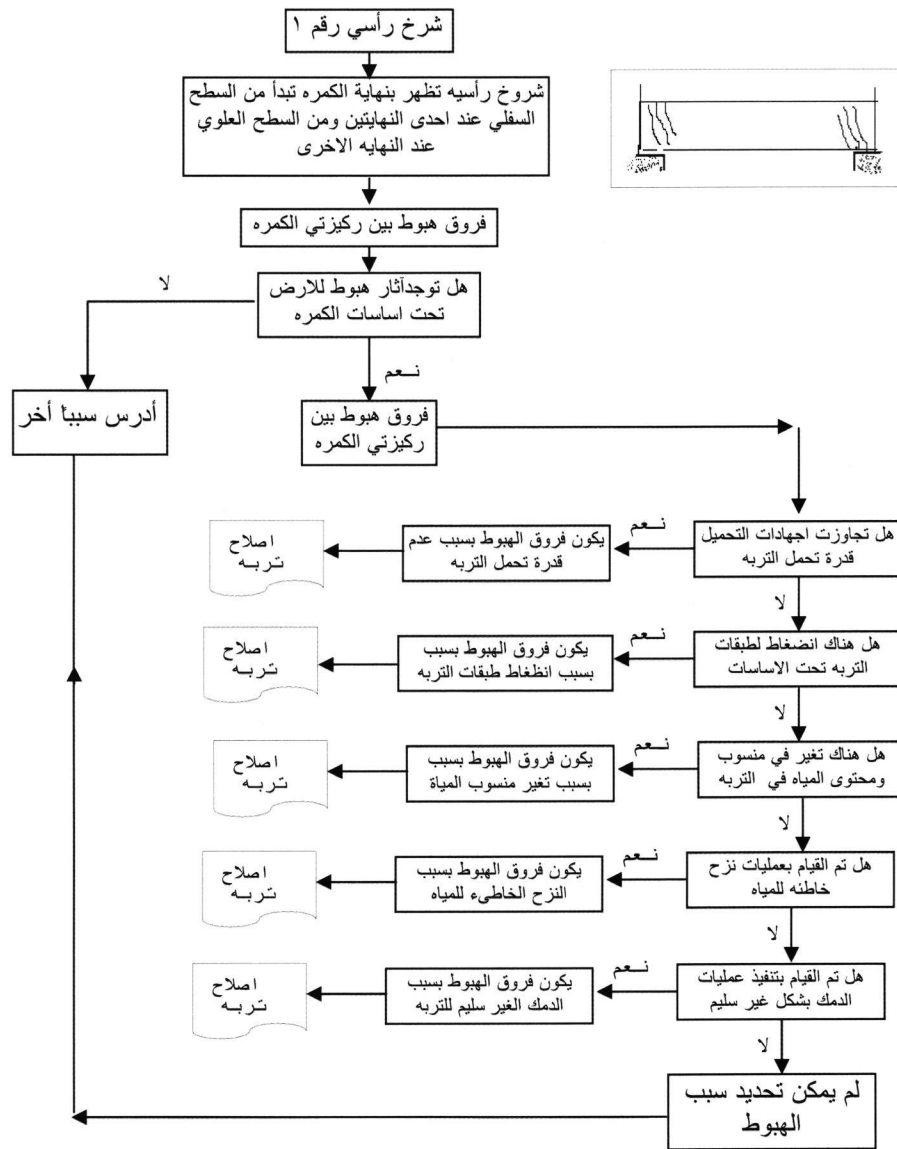 شرخ رأسي رقم ١
شروخ رأسيه تظهر بنهاية الكمره تبدأ من السطح
السفلي عند احدى النهايتين ومن السطح العلوي
عند النهايه الاخرى
فروق هبوط بين ركيزتي الكمره
هل توجدآثار هبوط للارض
تحت اساسات الكمره
لا
نـعم
أدرس سبباً أخر
فروق هبوط بين
ركيزتي الكمره
هل تجاوزت اجهادات التحميل
قدرة تحمل التربه
نـعم
يكون فروق الهبوط بسبب عدم
قدرة تحمل التربه
اصلاح
تربـه
لا
هل هناك انضغاط لطبقات
التربه تحت الاساسات
نـعم
يكون فروق الهبوط بسبب
بسبب انظغاط طبقات التربه
اصلاح
تربـه
لا
هل هناك تغير في منسوب
ومحتوى المياه في التربه
نـعم
يكون فروق الهبوط بسبب
بسبب تغير منسوب المياة
اصلاح
تربـه
لا
هل تم القيام بعمليات نزح
خاطئه للمياه
نـعم
يكون فروق الهبوط بسبب
النزح الخاطىء للمياه
اصلاح
تربـه
لا
هل تم القيام بتنفيذ عمليات
الدمك بشكل غير سليم
نـعم
يكون فروق الهبوط بسبب
الدمك الغير سليم للتربه
اصلاح
تربـه
لا
لم يمكن تحديد سبب
الهبوط